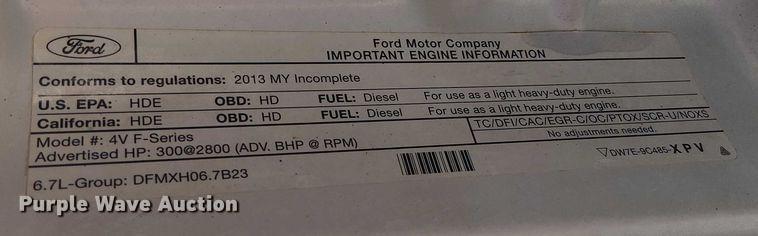 Ford
Ford Motor Company
IMPORTANT ENGINE INFORMATION
Conforms to regulations: 2013 MY Incomplete
U.S. EPA: HDE OBD: HD FUEL: Diesel For use as a light heavy-duty engine.
California: HDE OBD: HD FUEL: Diesel For use as a light heavy-duty engine.
Model #: 4V F-Series
TC/DFI/CAC/EGR-C/OC/PTOX/SCR-U/NOXS
Advertised HP: 300@2800 (ADV. BHP @ RPM)
No adjustments needed.
6.7L-Group: DFMXH06.7B23
DW7E-9C485-XPV
Purple Wave Auction